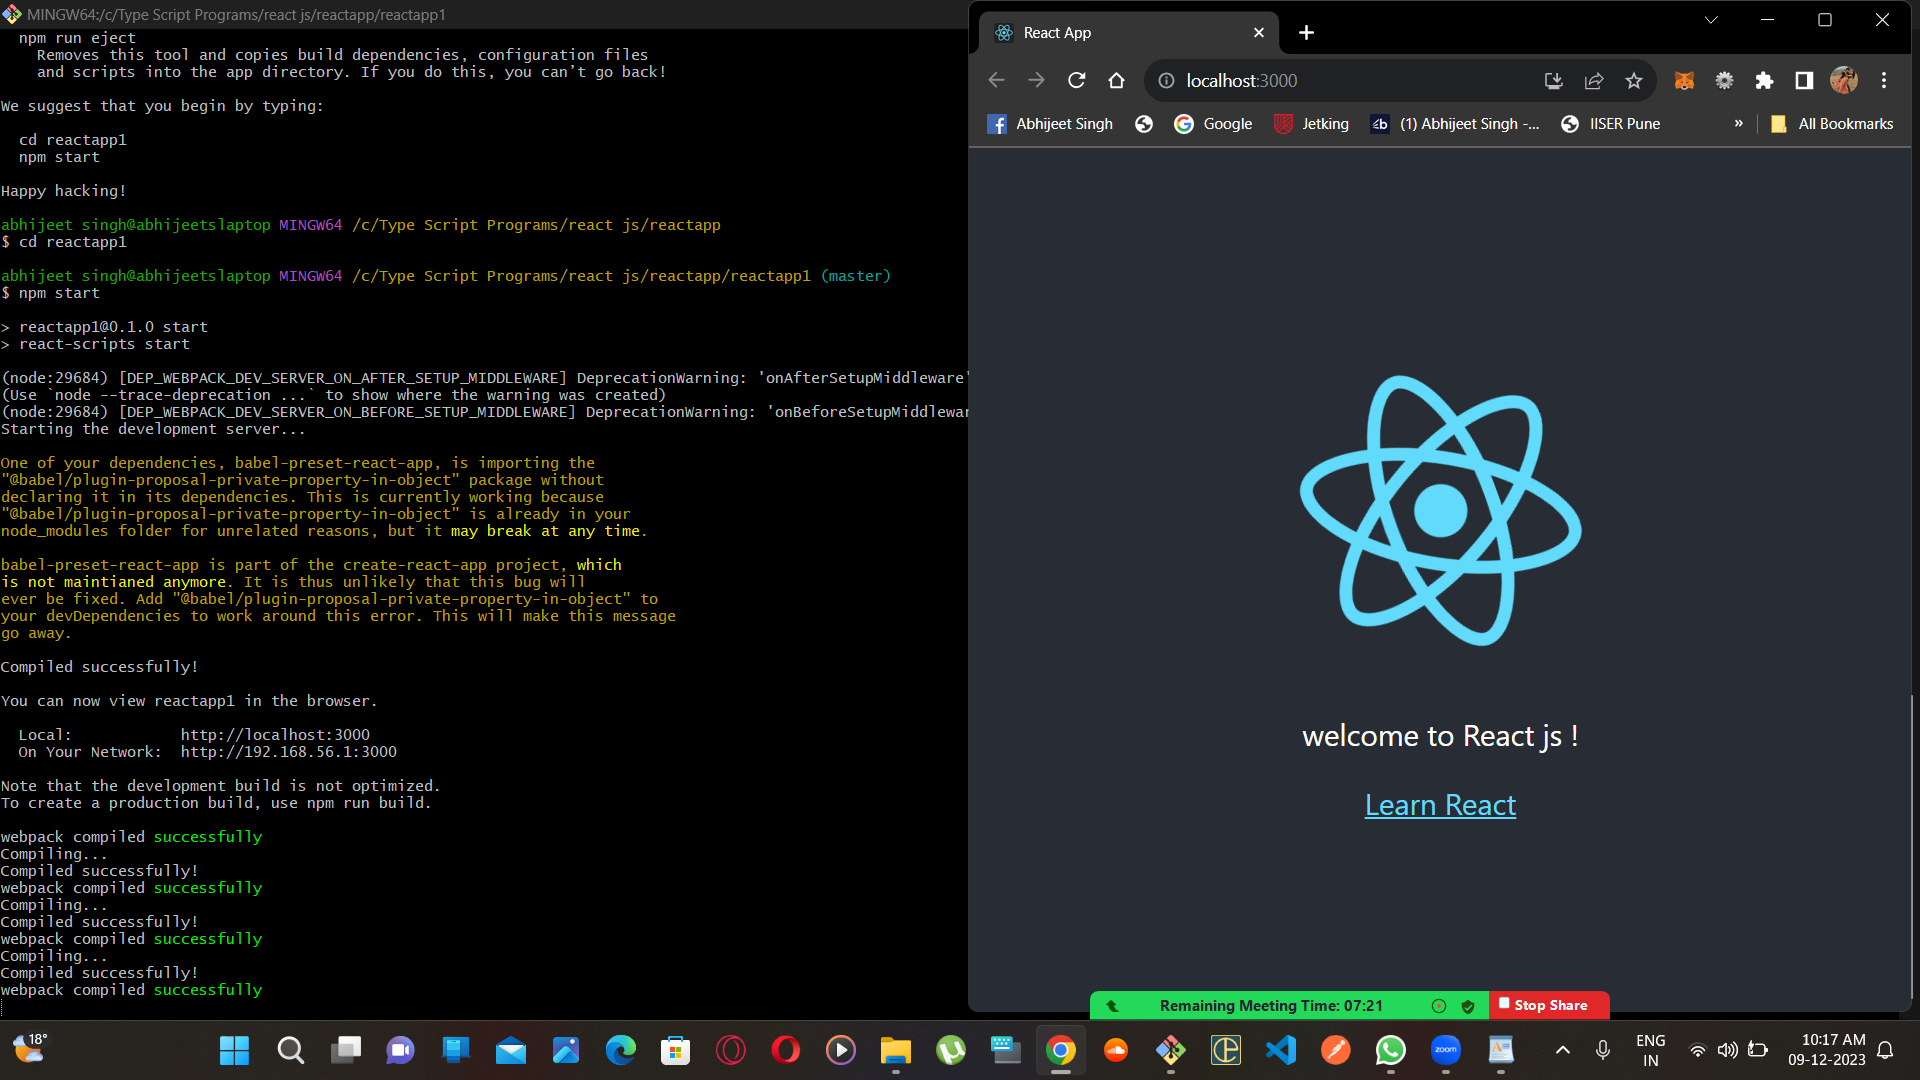 MINGW64:/c/Type Script Programs/react js/reactapp/reactapp1
npm run eject
Removes this tool and copies build dependencies, configuration files
and scripts into the app directory. If you do this, you can't go back!
We suggest that you begin by typing:
cd reactapp1
npm start
Happy hacking!
abhijeet singh@abhijeetslaptop MINGW64 /c/Type Script Programs/react js/reactapp
$ cd reactapp1
abhijeet singh@abhijeetslaptop MINGW64 /c/Type Script Programs/react js/reactapp/reactapp1 (master)
$ npm start
> reactapp1@0.1.0 start
> react-scripts start
(node:29684) [DEP_WEBPACK_DEV_SERVER_ON_AFTER_SETUP_MIDDLEWARE] DeprecationWarning: 'onAfterSetupMiddleware'
(Use `node --trace-deprecation ...` to show where the warning was created)
(node:29684) [DEP_WEBPACK_DEV_SERVER_ON_BEFORE_SETUP_MIDDLEWARE] DeprecationWarning: 'onBeforeSetupMiddlewar
Starting the development server...
One of your dependencies, babel-preset-react-app, is importing the
"@babel/plugin-proposal-private-property-in-object" package without
declaring it in its dependencies. This is currently working because
"@babel/plugin-proposal-private-property-in-object" is already in your
node_modules folder for unrelated reasons, but it may break at any time.
babel-preset-react-app is part of the create-react-app project, which
is not maintianed anymore. It is thus unlikely that this bug will
ever be fixed. Add "@babel/plugin-proposal-private-property-in-object" to
your devDependencies to work around this error. This will make this message
go away.
Compiled successfully!
You can now view reactapp1 in the browser.
Local: http://localhost:3000
On Your Network: http://192.168.56.1:3000
Note that the development build is not optimized.
To create a production build, use npm run build.
webpack compiled successfully
Compiling...
Compiled successfully!
webpack compiled successfully
Compiling...
Compiled successfully!
webpack compiled successfully
Compiling...
Compiled successfully!
webpack compiled successfully
React App
localhost:3000
Abhijeet Singh Google Jetking (1) Abhijeet Singh -... IISER Pune » All Bookmarks
welcome to React js !
Learn React
Remaining Meeting Time: 07:21 Stop Share
18°
zoom
ENG
IN
10:17 AM
09-12-2023